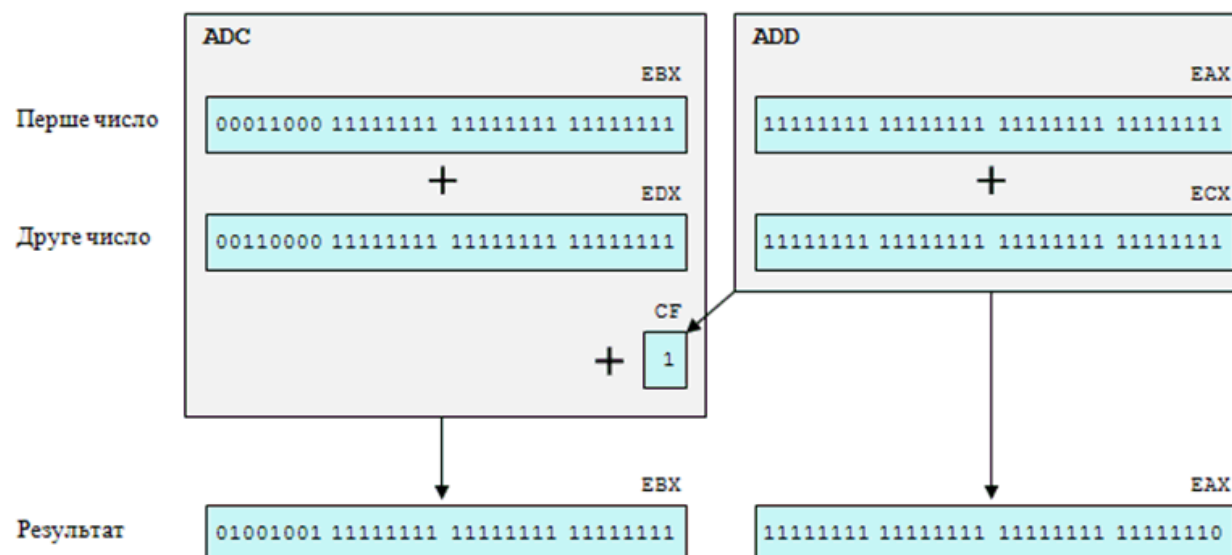 ADC ADD
EBX EAX
Перше число 00011000 11111111 11111111 11111111 11111111 11111111 11111111 11111111
+ +
EDX ECX
Друге число 00110000 11111111 11111111 11111111 11111111 11111111 11111111 11111111
CF
+ 1
EBX EAX
Результат 01001001 11111111 11111111 11111111 11111111 11111111 11111111 11111110